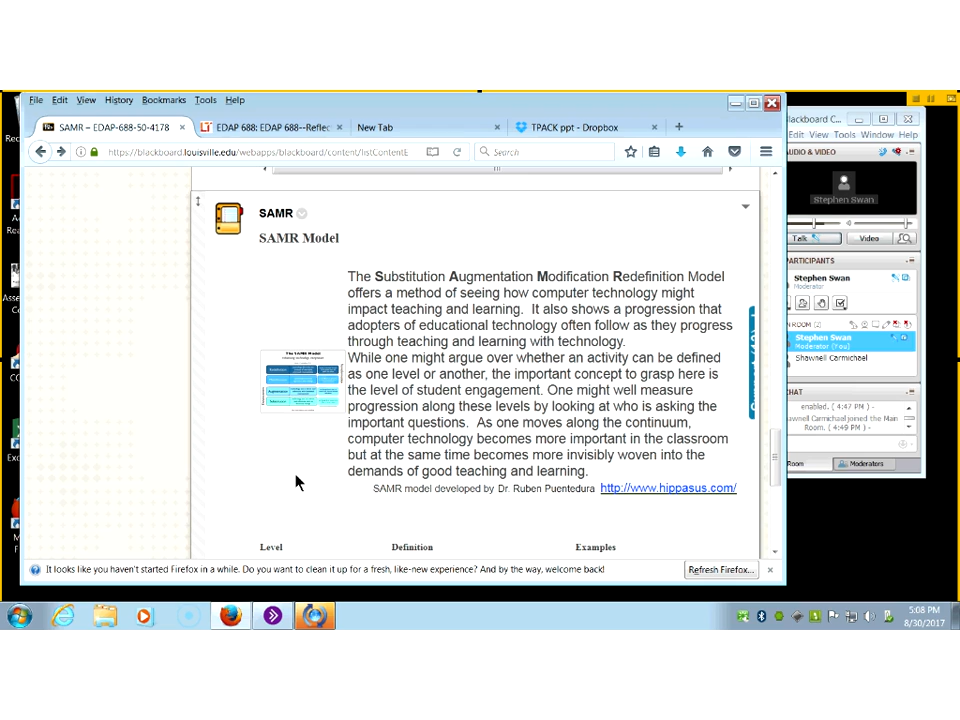 File Edit View History Bookmarks Tools Help
SAMR – EDAP-688-50-4178 ×
EDAP 688: EDAP 688--Reflec ×
New Tab
×
TPACK ppt - Dropbox ×
https://blackboard.louisville.edu/webapps/blackboard/content/listContentE
Search
SAMR
SAMR Model
The Substitution Augmentation Modification Redefinition Model
offers a method of seeing how computer technology might
impact teaching and learning. It also shows a progression that
adopters of educational technology often follow as they progress
through teaching and learning with technology.
While one might argue over whether an activity can be defined
as one level or another, the important concept to grasp here is
the level of student engagement. One might well measure
progression along these levels by looking at who is asking the
important questions. As one moves along the continuum,
computer technology becomes more important in the classroom
but at the same time becomes more invisibly woven into the
demands of good teaching and learning.
SAMR model developed by Dr. Ruben Puentedura http://www.hippasus.com/
The SAMR Model
Level Definition Examples
It looks like you haven't started Firefox in a while. Do you want to clean it up for a fresh, like-new experience? And by the way, welcome back!
Refresh Firefox...
lackboard C...
Edit View Tools Window Help
UDIO & VIDEO
Stephen Swan
Talk
Video
ARTICIPANTS
Stephen Swan
Moderator
N ROOM (2)
Stephen Swan
Moderator (You)
Shawnell Carmichael
HAT
enabled. ( 4:47 PM ) -
awnell Carmichael joined the Main
Room. ( 4:49 PM ) -
Room
Moderators
5:08 PM
8/30/2017